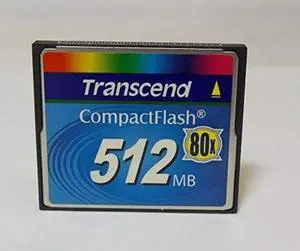 Transcend
CompactFlash®
80x
512 MB